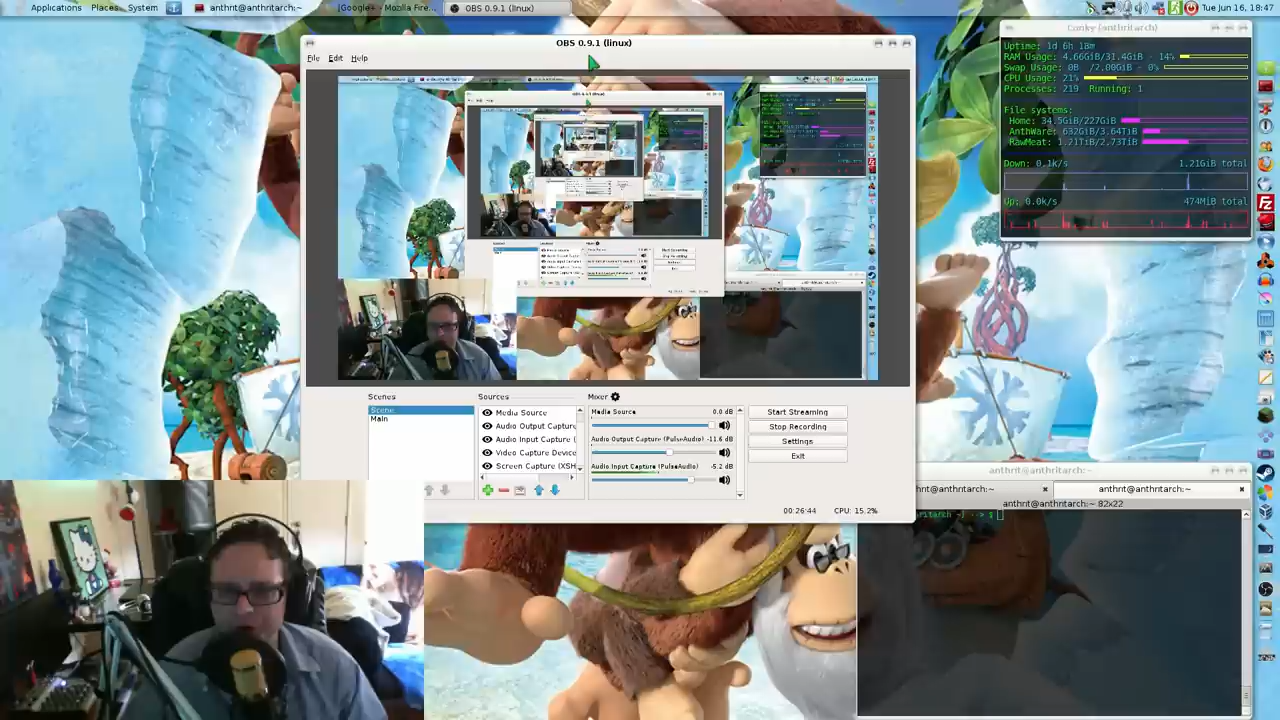 Applications Places System anthrit@anthritarch:~ [Google+ - Mozilla Fire... OBS 0.9.1 (linux) Tue Jun 16, 18:47
OBS 0.9.1 (linux)
File Edit Help
Conky (anthritarch)
Uptime: 1d 6h 18m
RAM Usage: 4.66GiB/31.4GiB - 14%
Swap Usage: 0B /2.00GiB - 0%
CPU Usage: 21%
Processes: 219 Running: 1
File systems:
Home: 34.5GiB/227GiB
AnthWare: 632GiB/3.64TiB
RawMeat: 1.21TiB/2.73TiB
Down: 0.1k/s 1.21GiB total
Up: 0.0k/s 474MiB total
Scenes Sources Mixer
Scene
Main
Media Source
Audio Output Capture
Audio Input Capture (
Video Capture Device
Screen Capture (XSH
Media Source 0.0 dB
Audio Output Capture (PulseAudio) -11.6 dB
Audio Input Capture (PulseAudio) -5.2 dB
Start Streaming
Stop Recording
Settings
Exit
00:26:44 CPU: 15.2%
anthrit@anthritarch:~
nthrit@anthritarch:~ anthrit@anthritarch:~
anthrit@anthritarch:~ 82x22
ritarch ~] --> $